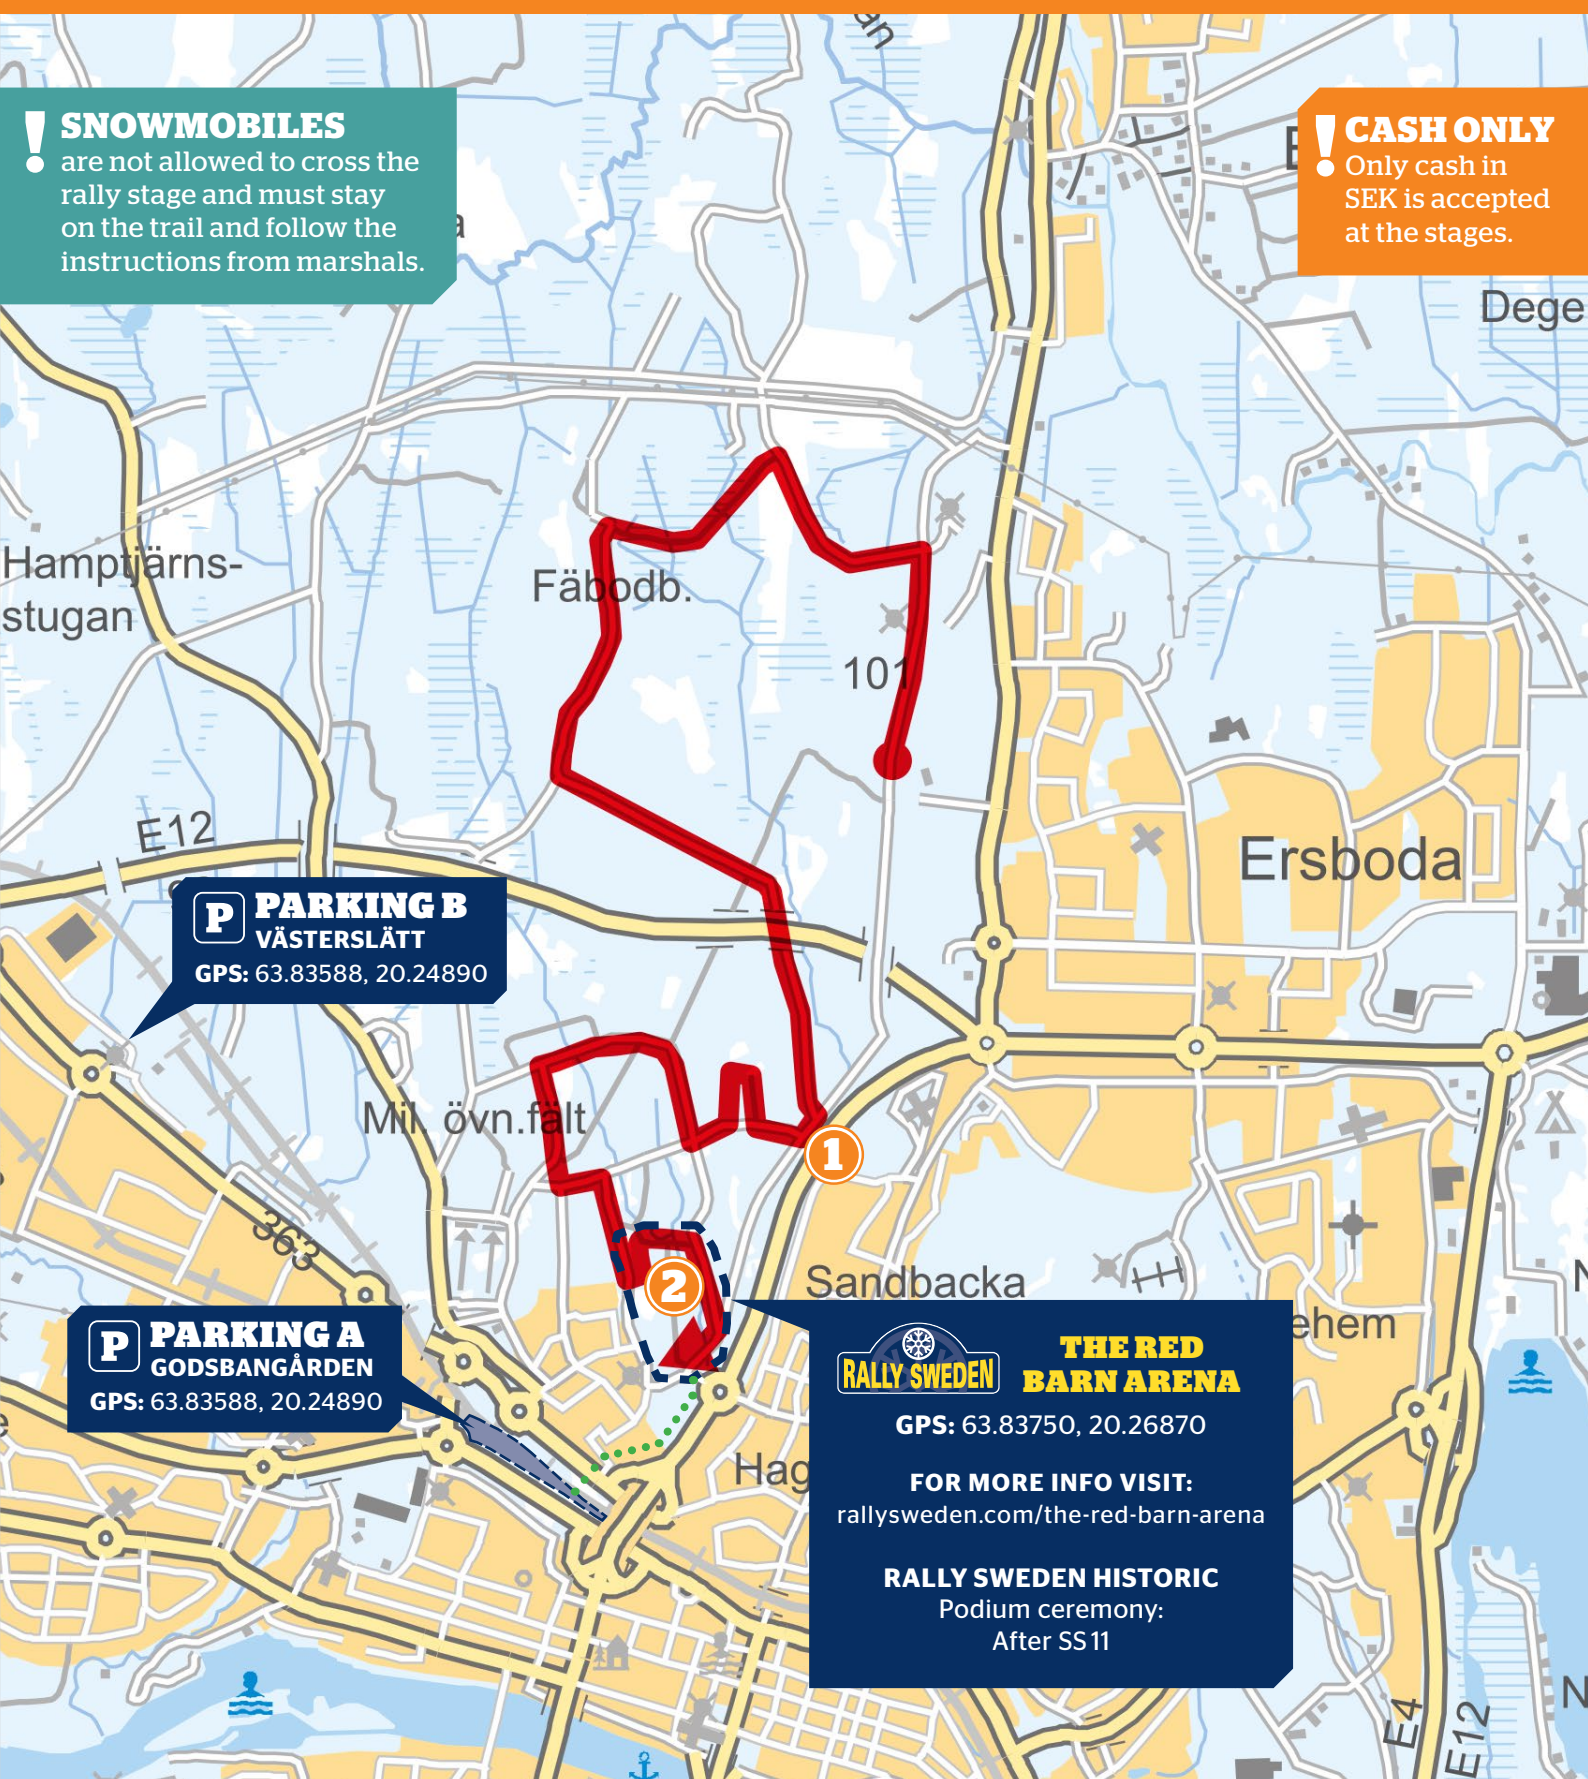 SNOWMOBILES
are not allowed to cross the
rally stage and must stay
on the trail and follow the
instructions from marshals.
CASH ONLY
Only cash in
SEK is accepted
at the stages.
Dege
Hamptjärns-
stugan
Fäbodb.
101
E12
Ersboda
P PARKING B
VÄSTERSLÄTT
GPS: 63.83588, 20.24890
Mil. övn.fält
1
363
2
Sandbacka
P PARKING A
GODSBANGÅRDEN
GPS: 63.83588, 20.24890
ehem
RALLY SWEDEN
THE RED
BARN ARENA
GPS: 63.83750, 20.26870
FOR MORE INFO VISIT:
rallysweden.com/the-red-barn-arena
RALLY SWEDEN HISTORIC
Podium ceremony:
After SS 11
Hag
E4
E12